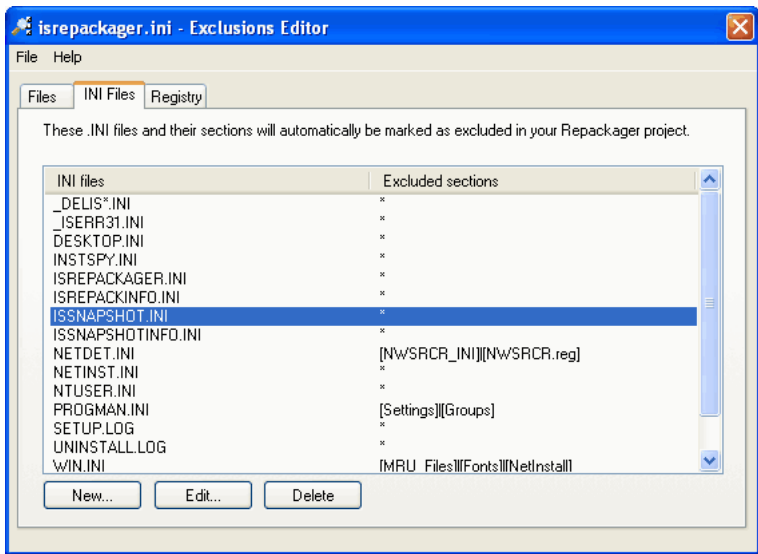 isrepackager.ini - Exclusions Editor
File Help
Files INI Files Registry
These .INI files and their sections will automatically be marked as excluded in your Repackager project.
INI files Excluded sections
_DELIS*.INI *
_ISERR31.INI *
DESKTOP.INI *
INSTSPY.INI *
ISREPACKAGER.INI *
ISREPACKINFO.INI *
ISSNAPSHOT.INI *
ISSNAPSHOTINFO.INI *
NETDET.INI [NWSRCR_INI]|[NWSRCR.reg]
NETINST.INI *
NTUSER.INI *
PROGMAN.INI [Settings]|[Groups]
SETUP.LOG *
UNINSTALL.LOG *
WIN.INI [MRU_Files]|[Fonts]|[NetInstall]
New... Edit... Delete